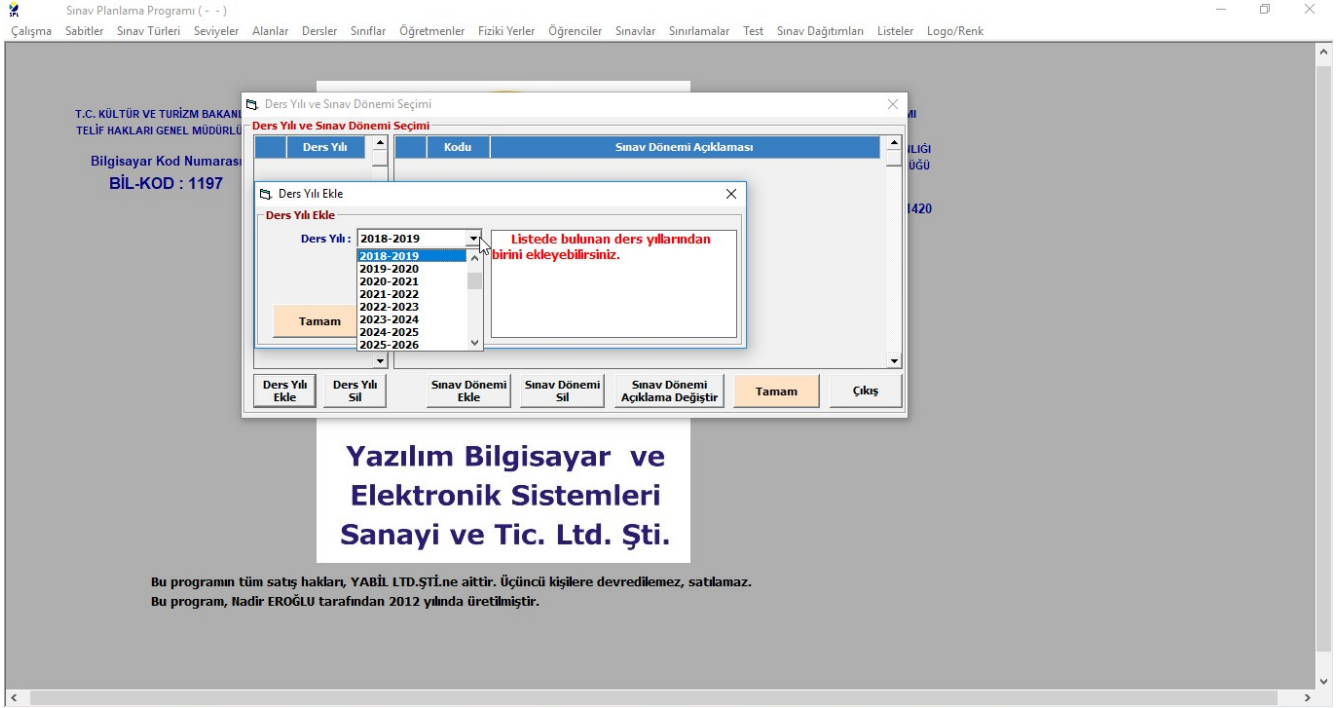 SPL
Sınav Planlama Programı ( - - )
Çalışma Sabitler Sınav Türleri Seviyeler Alanlar Dersler Sınıflar Öğretmenler Fiziki Yerler Öğrenciler Sınavlar Sınırlamalar Test Sınav Dağıtımları Listeler Logo/Renk
T.C. KÜLTÜR VE TURİZM BAKANL
TELİF HAKLARI GENEL MÜDÜRLÜ
Bilgisayar Kod Numarası
BİL-KOD : 1197
MI
NLIĞI
ÜĞÜ
1420
Ders Yılı ve Sınav Dönemi Seçimi
Ders Yılı ve Sınav Dönemi Seçimi
Ders Yılı
Kodu
Sınav Dönemi Açıklaması
Ders Yılı Ekle
Ders Yılı Ekle
Ders Yılı : 2018-2019
2018-2019
2019-2020
2020-2021
2021-2022
2022-2023
2023-2024
2024-2025
2025-2026
Listede bulunan ders yıllarından
birini ekleyebilirsiniz.
Tamam
Ders Yılı
Ekle
Ders Yılı
Sil
Sınav Dönemi
Ekle
Sınav Dönemi
Sil
Sınav Dönemi
Açıklama Değiştir
Tamam
Çıkış
Yazılım Bilgisayar ve
Elektronik Sistemleri
Sanayi ve Tic. Ltd. Şti.
Bu programın tüm satış hakları, YABİL LTD.ŞTİ.ne aittir. Üçüncü kişilere devredilemez, satılamaz.
Bu program, Nadir EROĞLU tarafından 2012 yılında üretilmiştir.